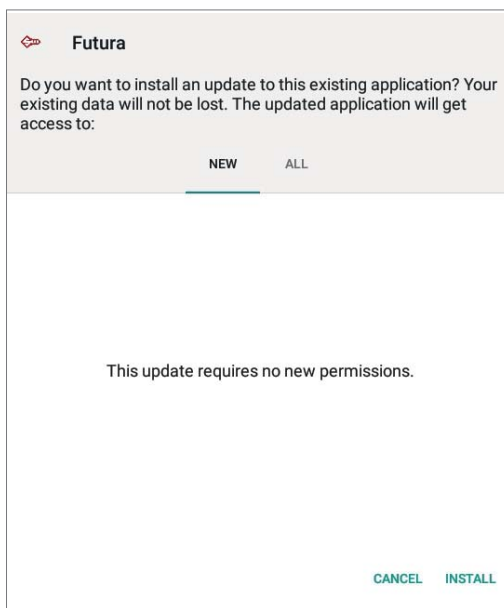 Futura
Do you want to install an update to this existing application? Your
existing data will not be lost. The updated application will get
access to:
NEW ALL
This update requires no new permissions.
CANCEL INSTALL